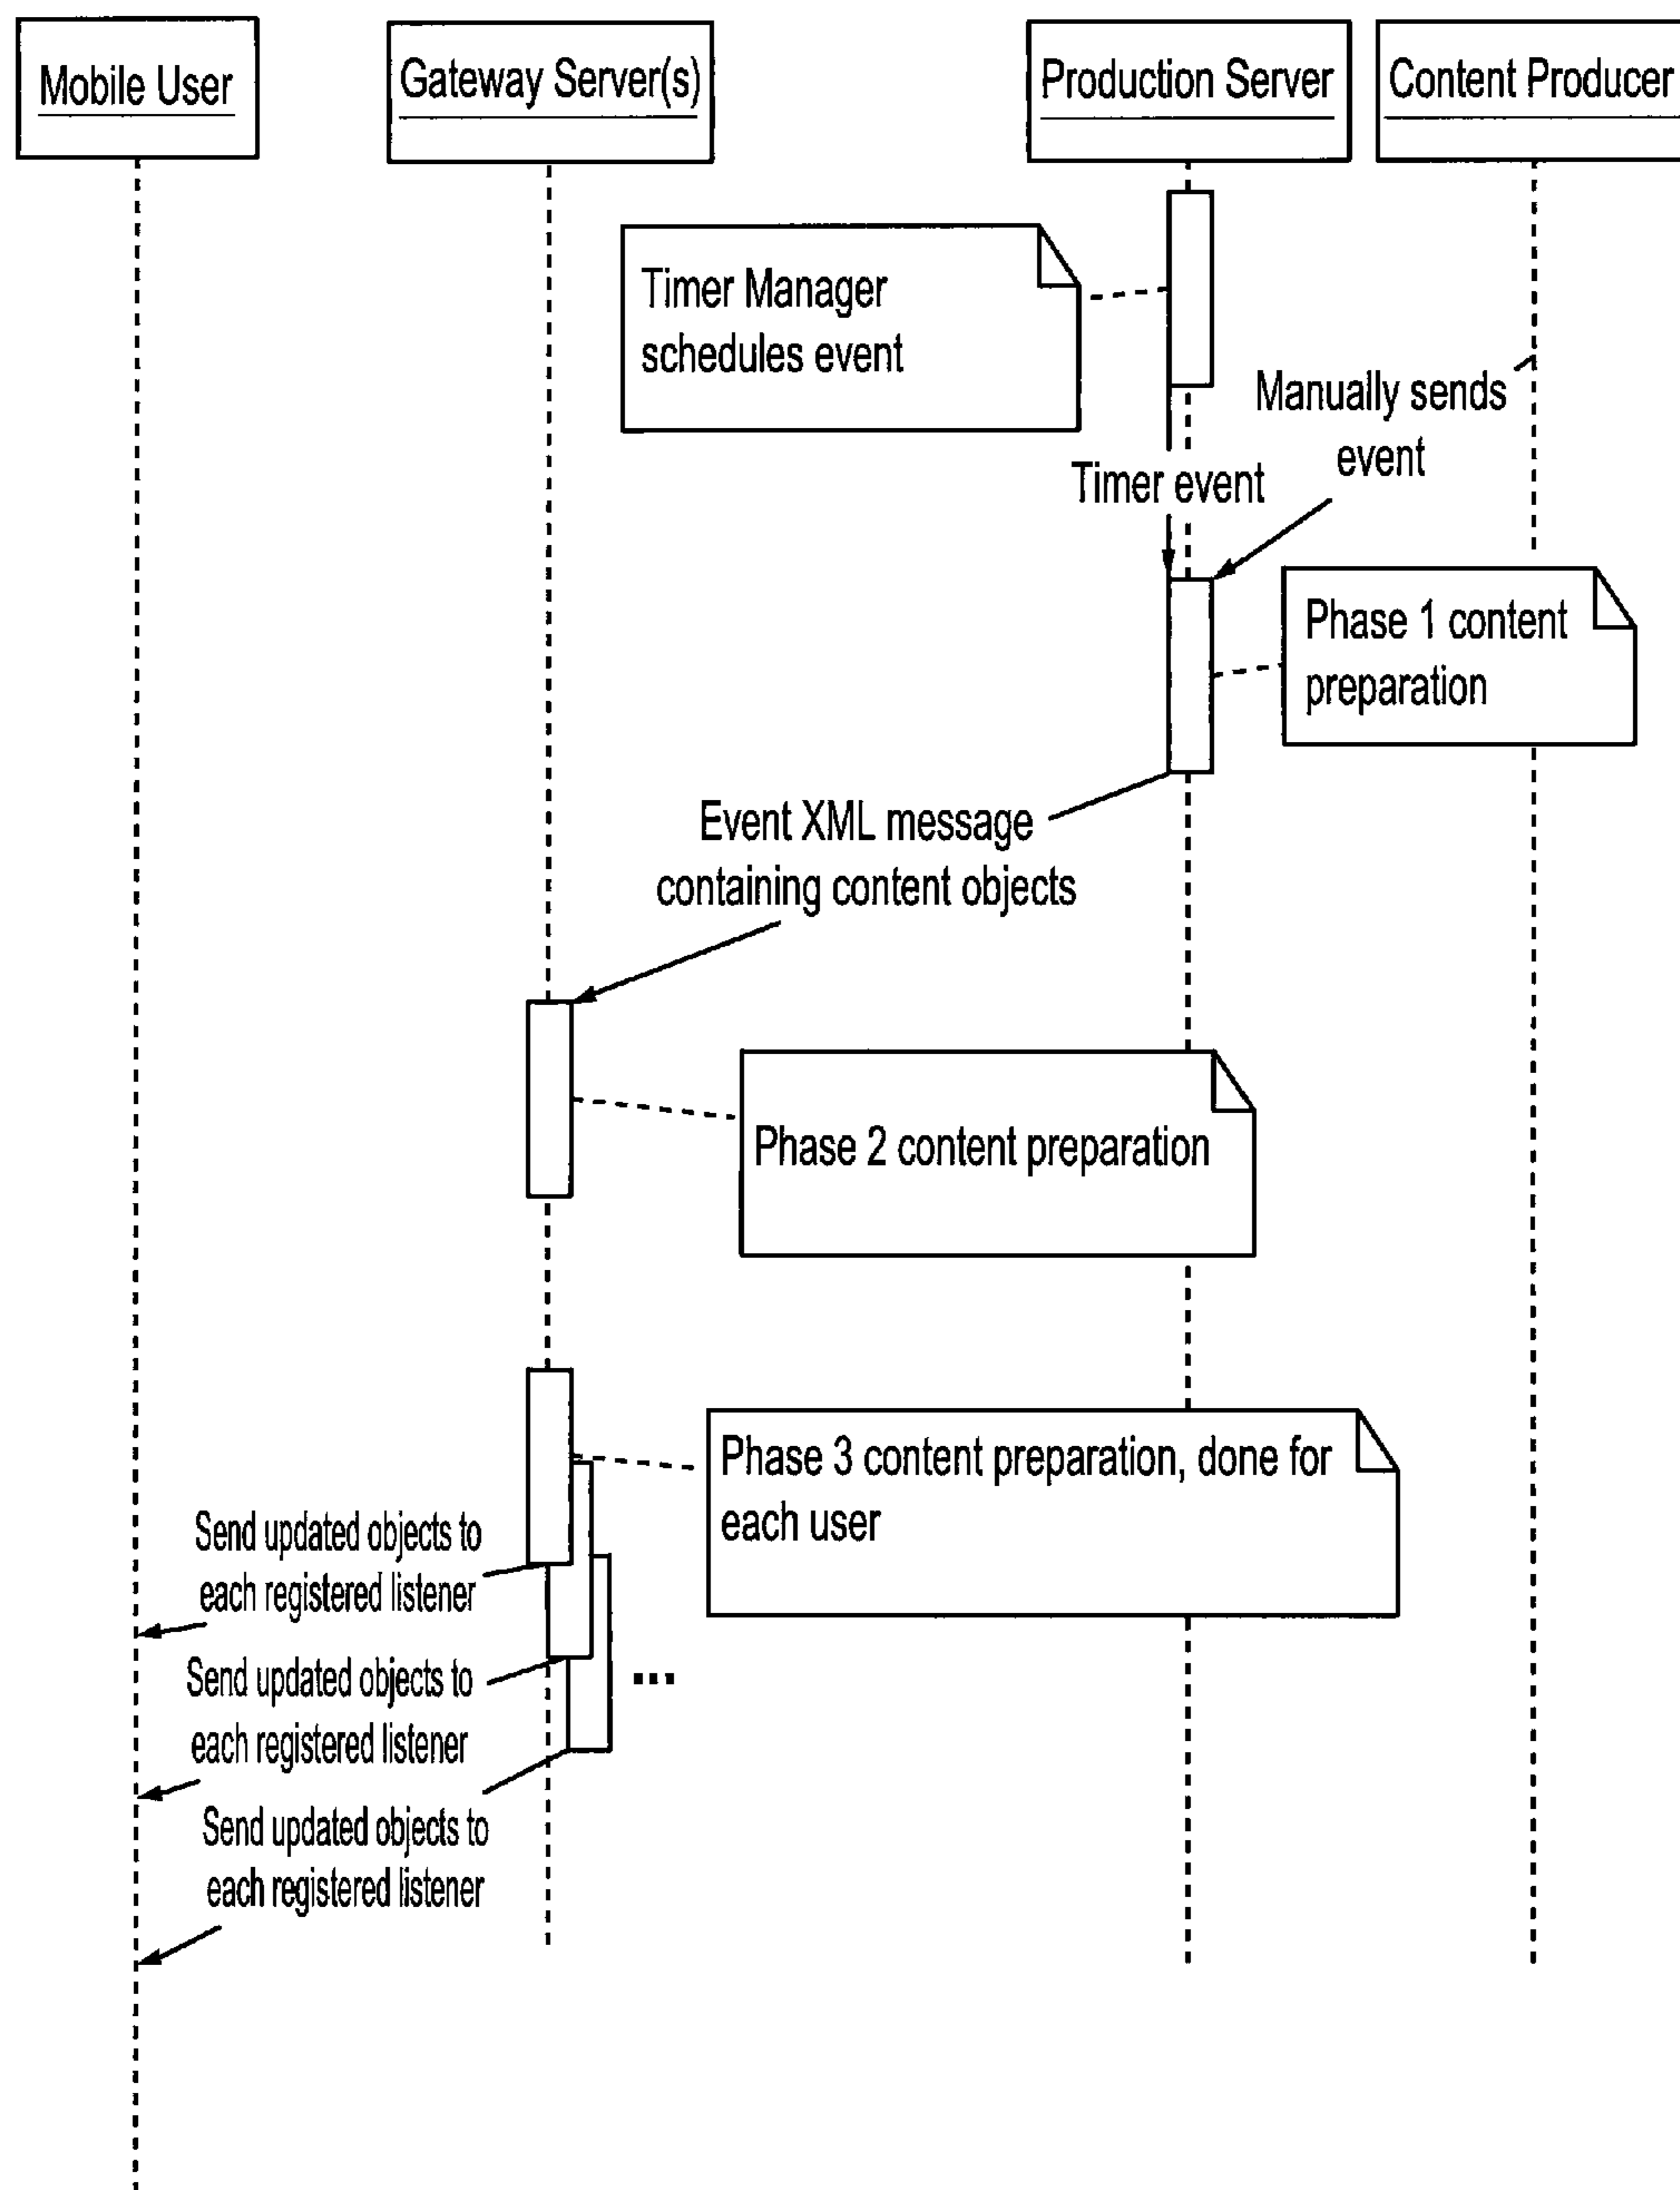 Mobile User
Gateway Server(s)
Production Server
Content Producer
Timer Manager
schedules event
Manually sends
event
Timer event
Phase 1 content
preparation
Event XML message
containing content objects
Phase 2 content preparation
Phase 3 content preparation, done for
each user
Send updated objects to
each registered listener
Send updated objects to
each registered listener
...
Send updated objects to
each registered listener